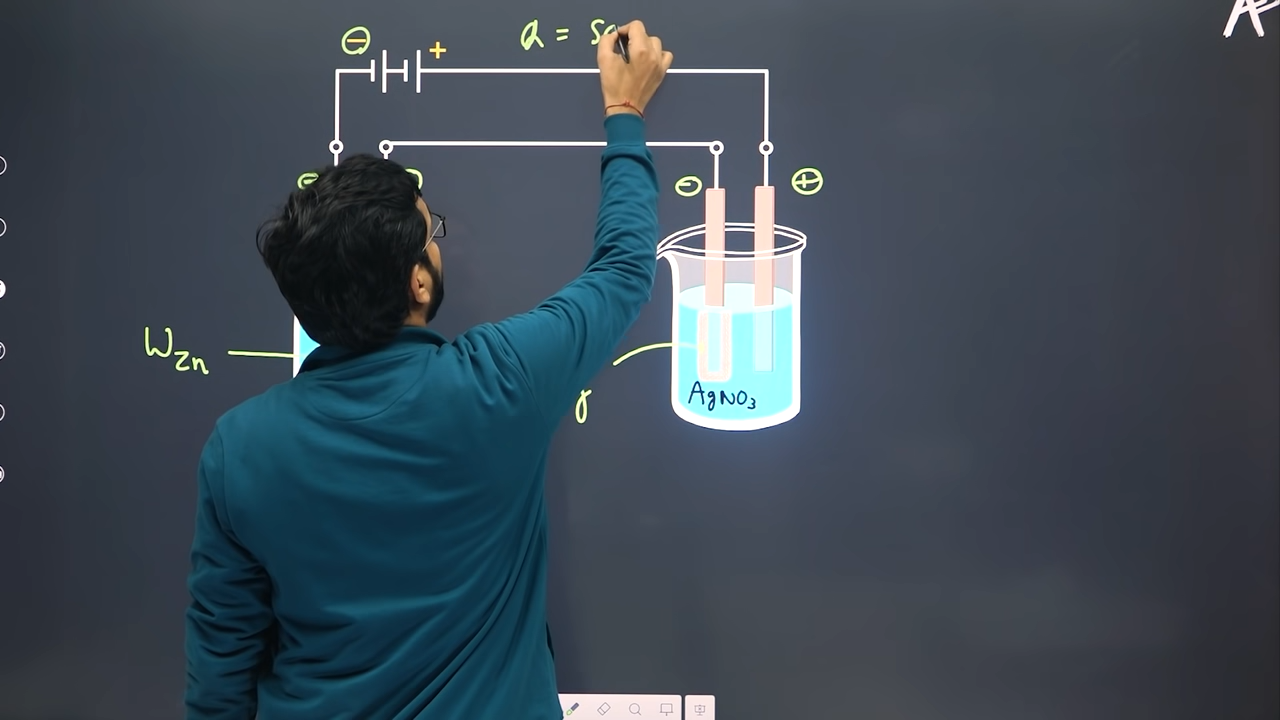 A
⊖ + Q = S
⊖ ⊖ ⊕
W_Zn
AgNO₃